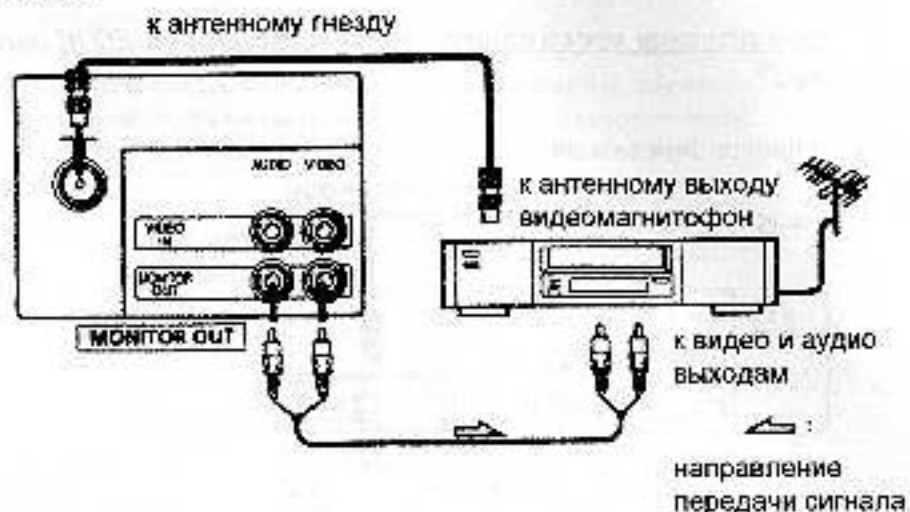 к антенному гнезду
AUDIO VIDEO
VIDEO IN
MONITOR OUT
MONITOR OUT
к антенному выходу
видеомагнитофон
к видео и аудио
выходам
:
направление
передачи сигнала